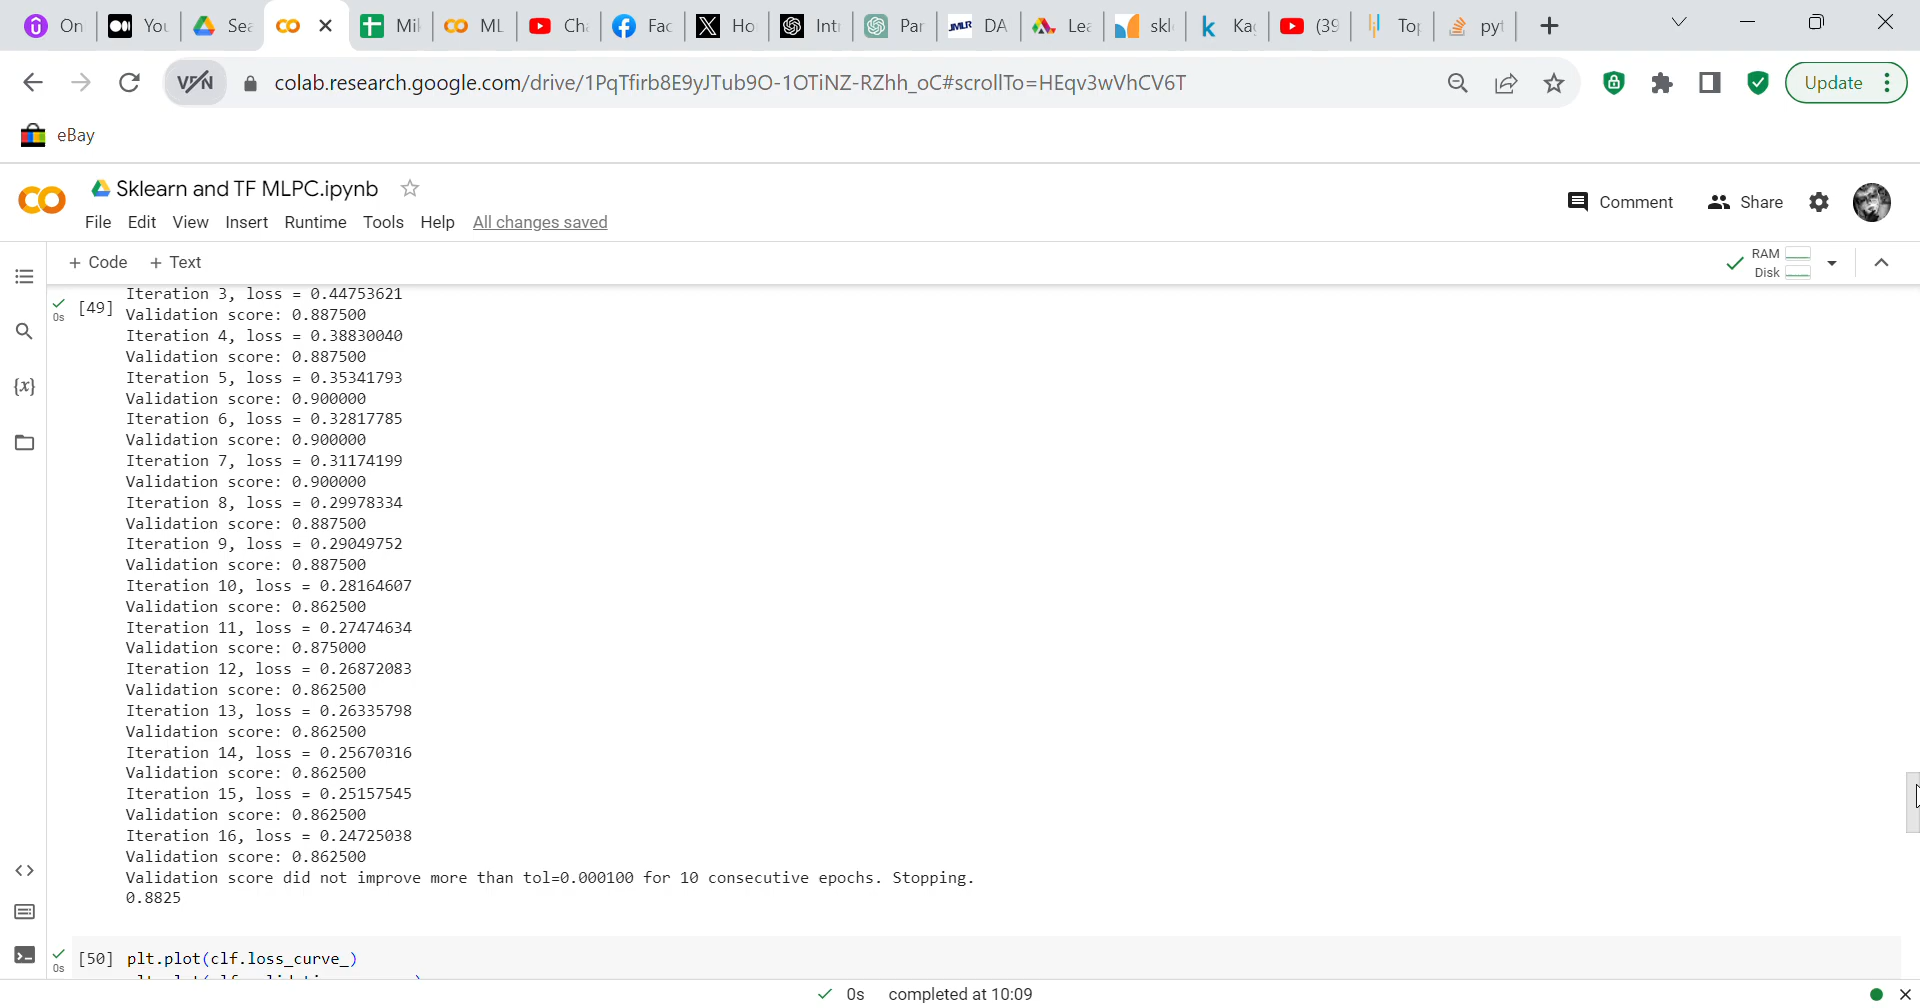 On You Sea Mi ML Ch Fac Ho Int Par JMLR DA Lea skl Kag (39 Top pyt
VPN colab.research.google.com/drive/1PqTfirb8E9yJTub9O-1OTiNZ-RZhh_oC#scrollTo=HEqv3wVhCV6T Update
eBay
Sklearn and TF MLPC.ipynb
Comment Share
File Edit View Insert Runtime Tools Help All changes saved
+ Code + Text RAM
Disk
Iteration 3, loss = 0.44753621
[49] Validation score: 0.887500
0s
Iteration 4, loss = 0.38830040
Validation score: 0.887500
Iteration 5, loss = 0.35341793
{x}
Validation score: 0.900000
Iteration 6, loss = 0.32817785
Validation score: 0.900000
Iteration 7, loss = 0.31174199
Validation score: 0.900000
Iteration 8, loss = 0.29978334
Validation score: 0.887500
Iteration 9, loss = 0.29049752
Validation score: 0.887500
Iteration 10, loss = 0.28164607
Validation score: 0.862500
Iteration 11, loss = 0.27474634
Validation score: 0.875000
Iteration 12, loss = 0.26872083
Validation score: 0.862500
Iteration 13, loss = 0.26335798
Validation score: 0.862500
Iteration 14, loss = 0.25670316
Validation score: 0.862500
Iteration 15, loss = 0.25157545
Validation score: 0.862500
Iteration 16, loss = 0.24725038
Validation score: 0.862500
Validation score did not improve more than tol=0.000100 for 10 consecutive epochs. Stopping.
0.8825
[50] plt.plot(clf.loss_curve_)
0s
0s completed at 10:09